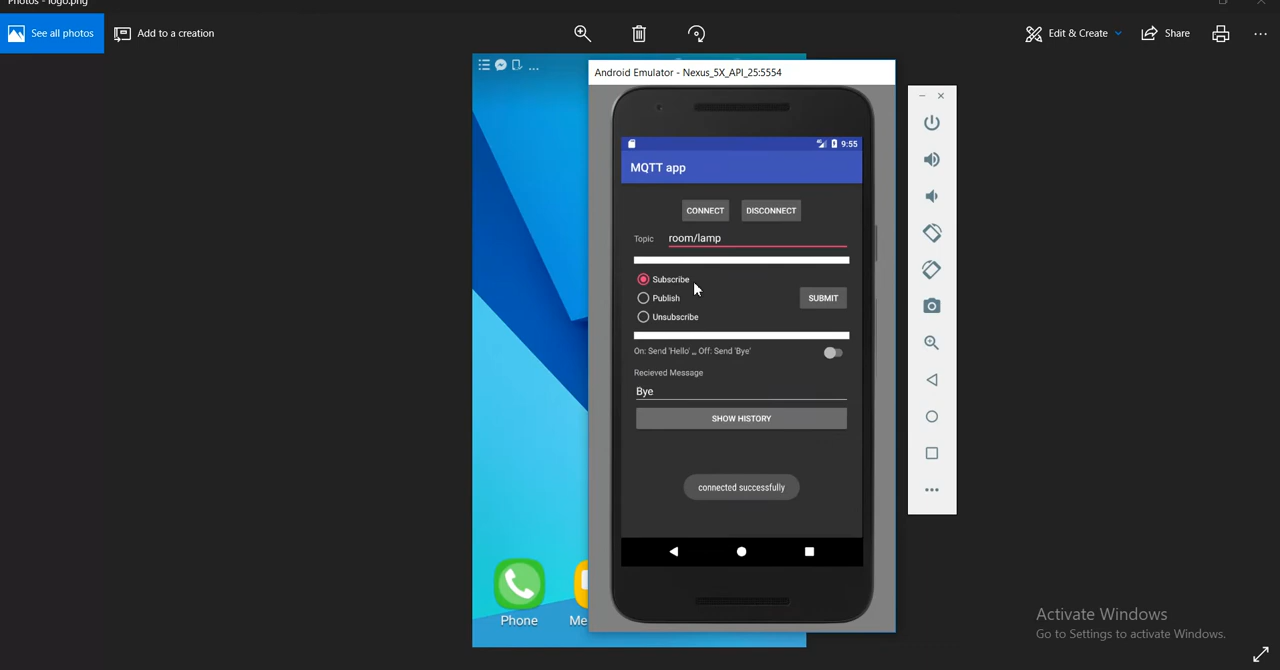 Photos - logo.png
See all photos
Add to a creation
Edit & Create
Share
Android Emulator - Nexus_5X_API_25:5554
9:55
MQTT app
CONNECT
DISCONNECT
Topic room/lamp
Subscribe
Publish
SUBMIT
Unsubscribe
On: Send 'Hello' ,, Off: Send 'Bye'
Recieved Message
Bye
SHOW HISTORY
connected successfully
Phone
Me
Activate Windows
Go to Settings to activate Windows.